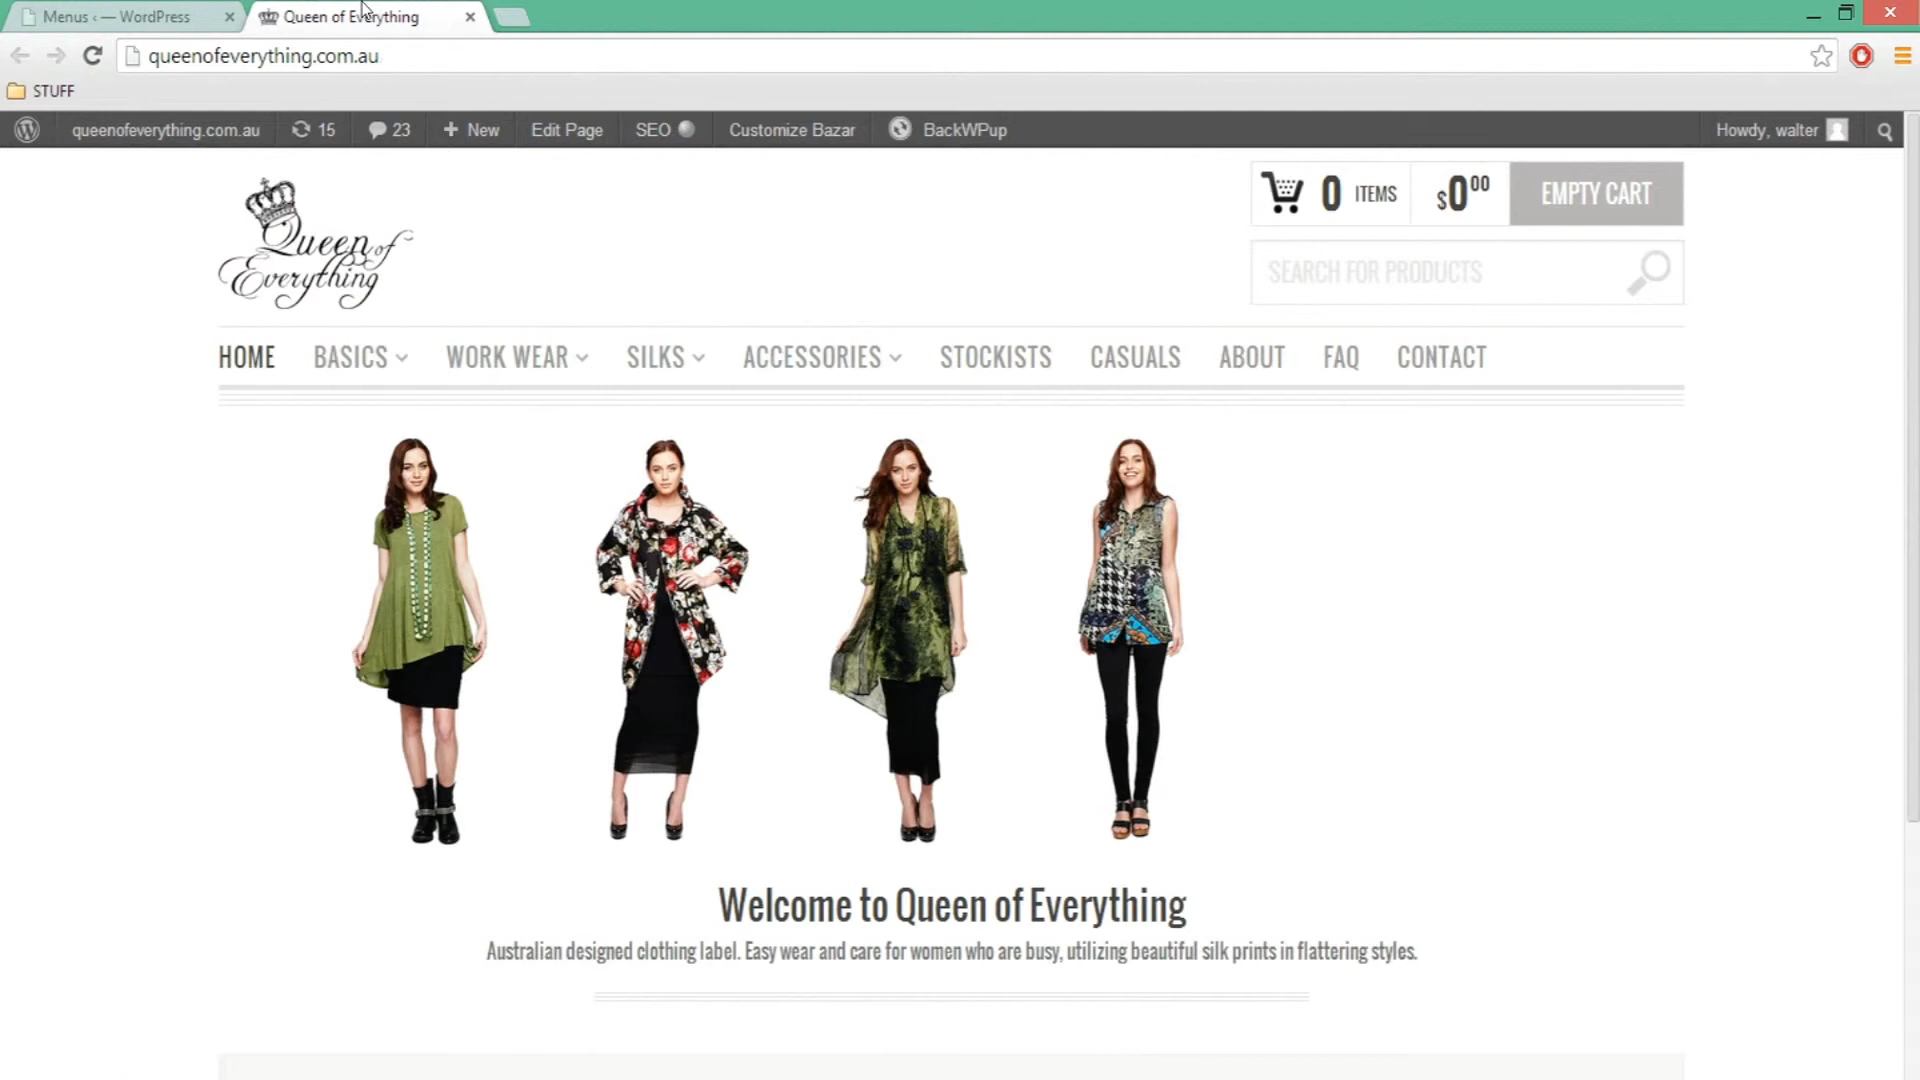 Menus ‹ — WordPress
Queen of Everything
queenofeverything.com.au
STUFF
queenofeverything.com.au 15 23 + New Edit Page SEO Customize Bazar BackWPup Howdy, walter
Queen of
Everything
0 ITEMS $0 00 EMPTY CART
SEARCH FOR PRODUCTS
HOME BASICS WORK WEAR SILKS ACCESSORIES STOCKISTS CASUALS ABOUT FAQ CONTACT
Welcome to Queen of Everything
Australian designed clothing label. Easy wear and care for women who are busy, utilizing beautiful silk prints in flattering styles.